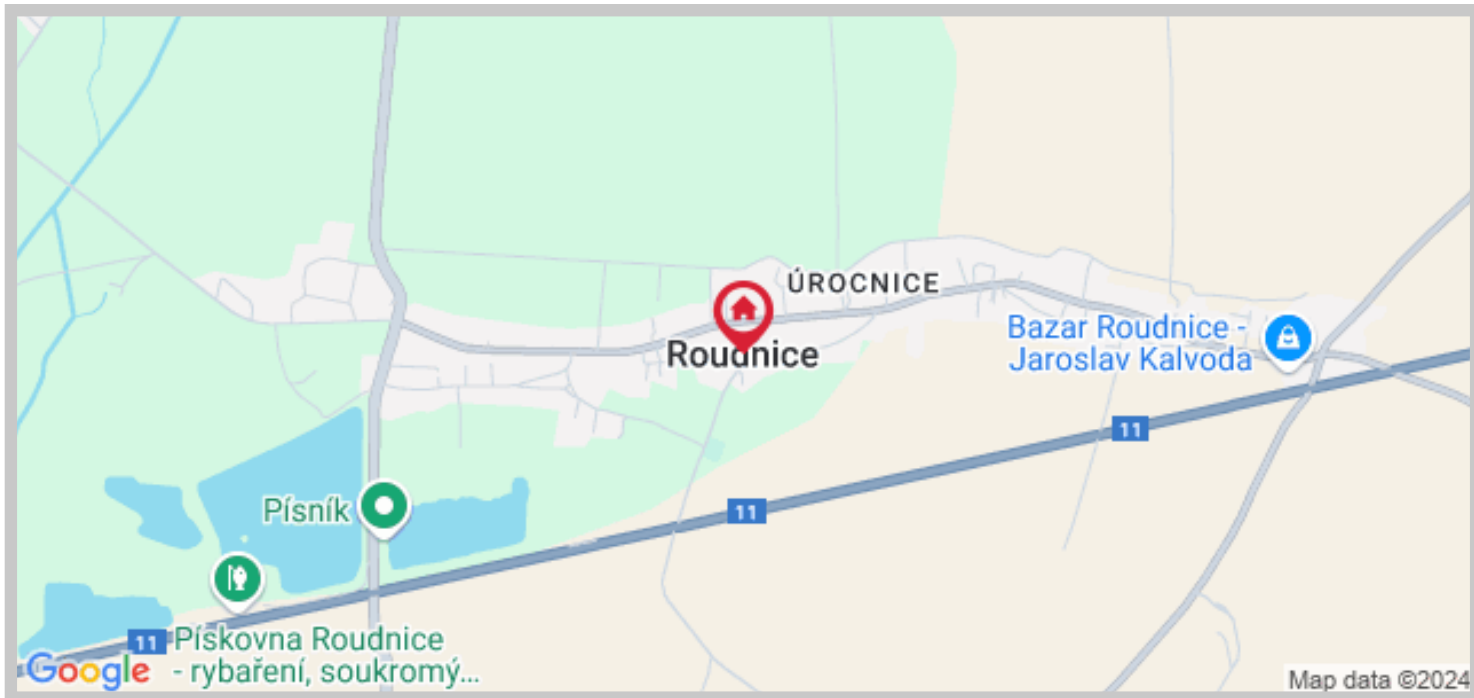 ÚROCNICE
Roudnice
Bazar Roudnice -
Jaroslav Kalvoda
11
11
Písník
11
Pískovna Roudnice
- rybaření, soukromý...
Google
Map data ©2024